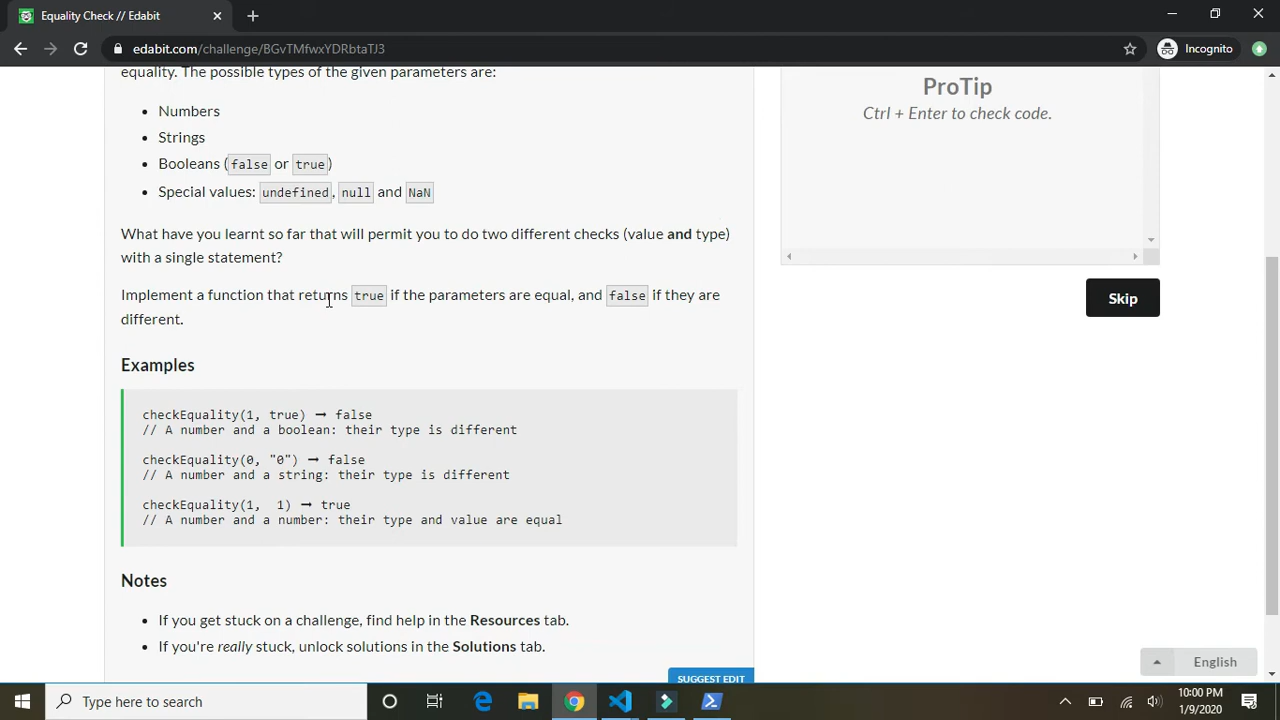 Equality Check // Edabit
edabit.com/challenge/BGvTMfwxYDRbtaTJ3
Incognito
equality. The possible types of the given parameters are:
• Numbers
• Strings
• Booleans (false or true)
• Special values: undefined, null and NaN
What have you learnt so far that will permit you to do two different checks (value and type)
with a single statement?
Implement a function that returns true if the parameters are equal, and false if they are
different.
Examples
checkEquality(1, true) ➞ false
// A number and a boolean: their type is different
checkEquality(0, "0") ➞ false
// A number and a string: their type is different
checkEquality(1,  1) ➞ true
// A number and a number: their type and value are equal
Notes
• If you get stuck on a challenge, find help in the Resources tab.
• If you're really stuck, unlock solutions in the Solutions tab.
SUGGEST EDIT
ProTip
Ctrl + Enter to check code.
Skip
English
Type here to search
10:00 PM
1/9/2020